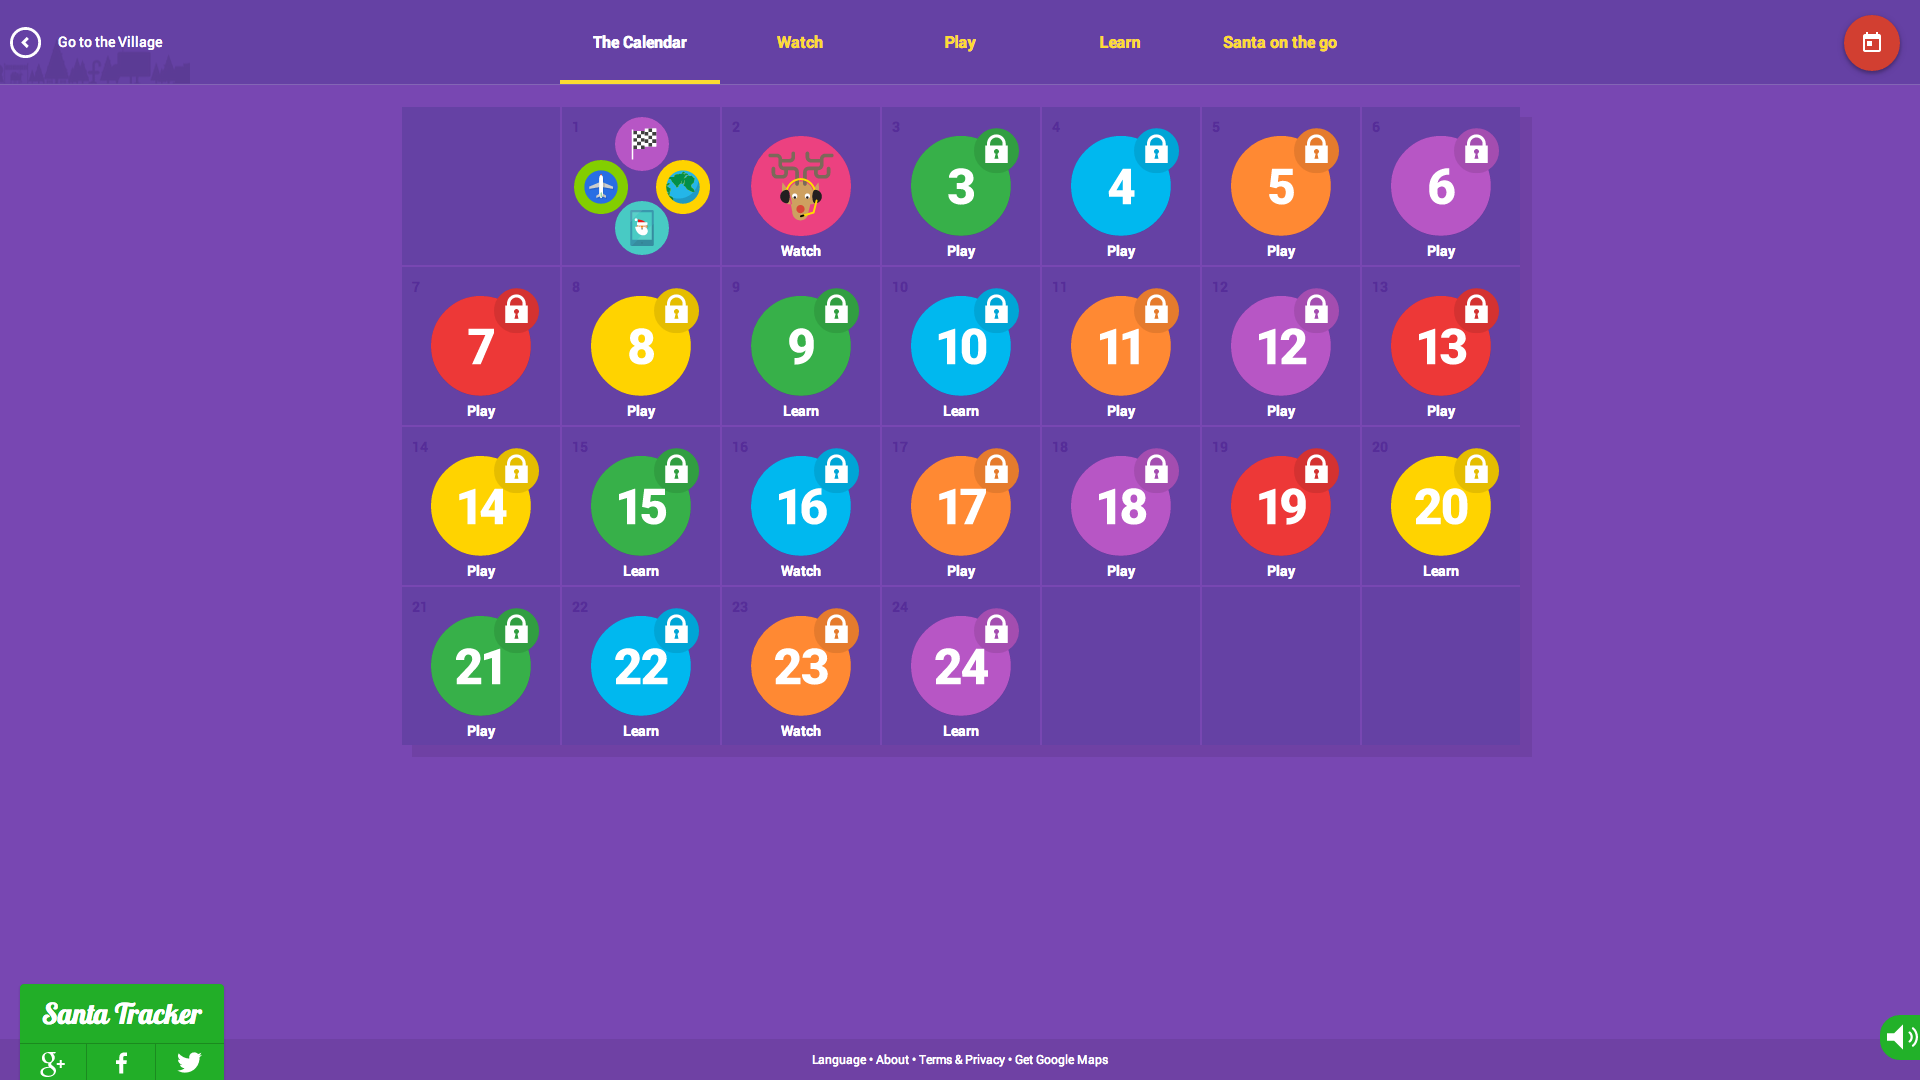 Go to the Village
The Calendar
Watch
Play
Learn
Santa on the go
1
2
3
4
5
6
3
4
5
6
Watch
Play
Play
Play
Play
7
8
9
10
11
12
13
7
8
9
10
11
12
13
Play
Play
Learn
Learn
Play
Play
Play
14
15
16
17
18
19
20
14
15
16
17
18
19
20
Play
Learn
Watch
Play
Play
Play
Learn
21
22
23
24
21
22
23
24
Play
Learn
Watch
Learn
Santa Tracker
g+
f
Language • About • Terms & Privacy • Get Google Maps